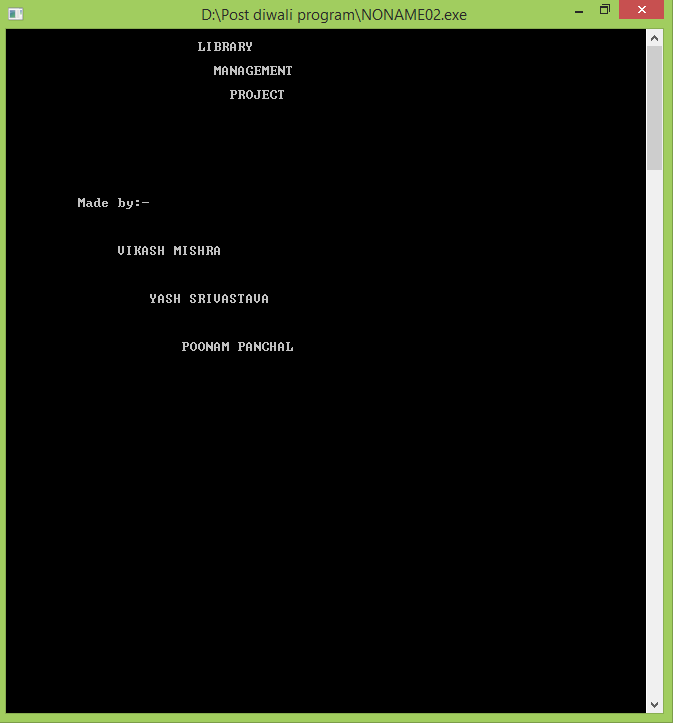 D:\Post diwali program\NONAME02.exe
LIBRARY
MANAGEMENT
PROJECT
Made by:-
VIKASH MISHRA
YASH SRIVASTAVA
POONAM PANCHAL